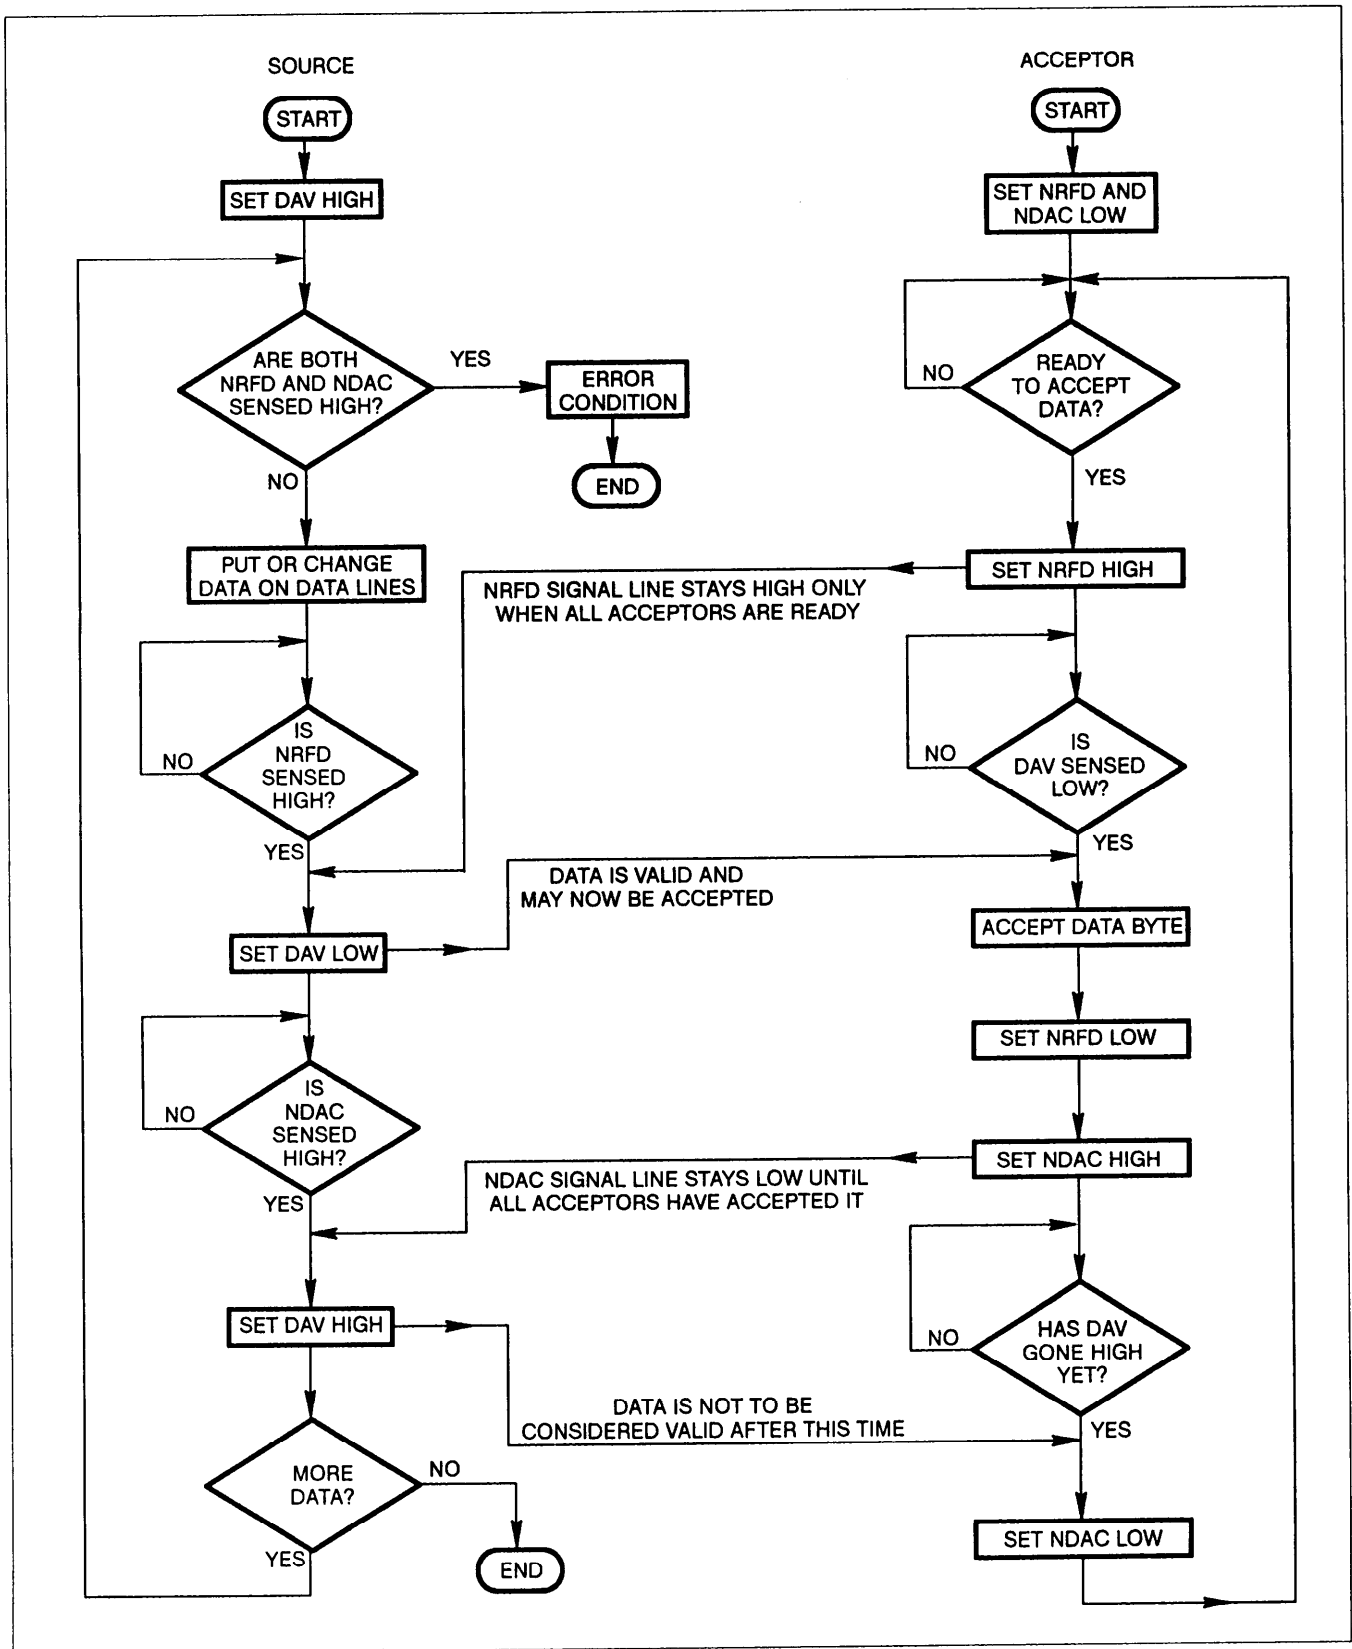 SOURCE
START
SET DAV HIGH
ARE BOTH
NRFD AND NDAC
SENSED HIGH?
YES
ERROR
CONDITION
END
NO
PUT OR CHANGE
DATA ON DATA LINES
IS
NRFD
SENSED
HIGH?
NO
YES
SET DAV LOW
IS
NDAC
SENSED
HIGH?
NO
YES
SET DAV HIGH
MORE
DATA?
NO
END
YES
NRFD SIGNAL LINE STAYS HIGH ONLY
WHEN ALL ACCEPTORS ARE READY
DATA IS VALID AND
MAY NOW BE ACCEPTED
NDAC SIGNAL LINE STAYS LOW UNTIL
ALL ACCEPTORS HAVE ACCEPTED IT
DATA IS NOT TO BE
CONSIDERED VALID AFTER THIS TIME
ACCEPTOR
START
SET NRFD AND
NDAC LOW
READY
TO ACCEPT
DATA?
NO
YES
SET NRFD HIGH
IS
DAV SENSED
LOW?
NO
YES
ACCEPT DATA BYTE
SET NRFD LOW
SET NDAC HIGH
HAS DAV
GONE HIGH
YET?
NO
YES
SET NDAC LOW